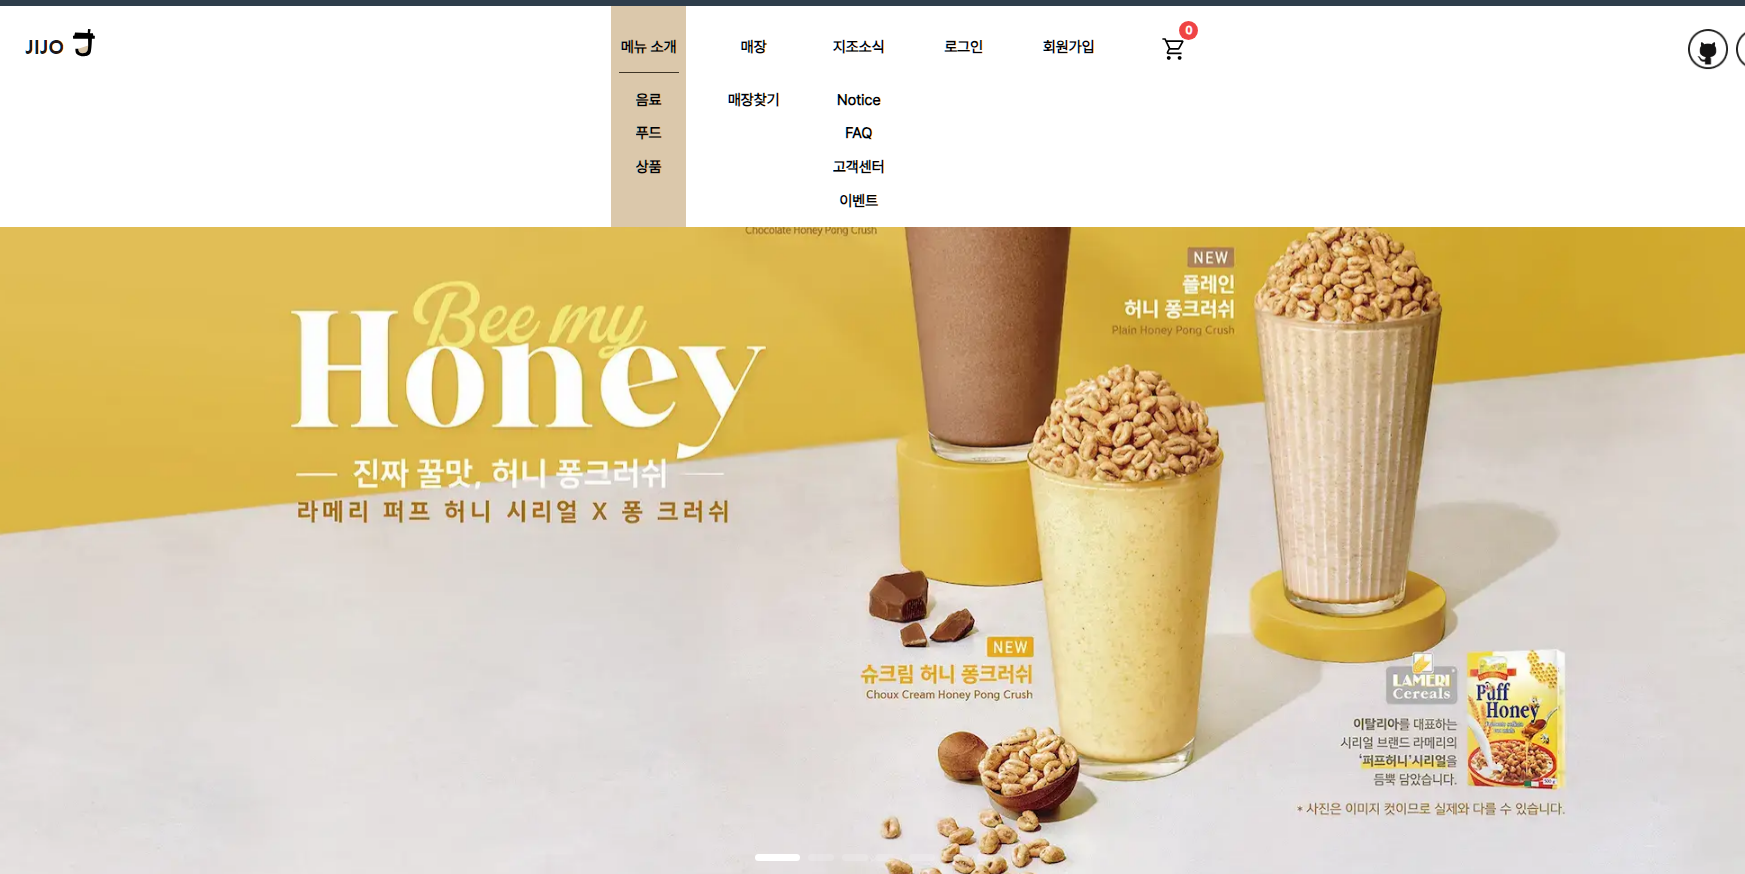 JIJO
메뉴 소개
매장
지조소식
로그인
회원가입
0
음료
푸드
상품
매장찾기
Notice
FAQ
고객센터
이벤트
Chocolate Honey Pong Crush
Bee my
Honey
진짜 꿀맛, 허니 퐁크러쉬
라메리 퍼프 허니 시리얼 X 퐁 크러쉬
NEW
플레인
허니 퐁크러쉬
Plain Honey Pong Crush
NEW
슈크림 허니 퐁크러쉬
Choux Cream Honey Pong Crush
LAMERI
Cereals
Puff
Honey
이탈리아를 대표하는
시리얼 브랜드 라메리의
'퍼프허니'시리얼을
듬뿍 담았습니다.
* 사진은 이미지 컷이므로 실제와 다를 수 있습니다.